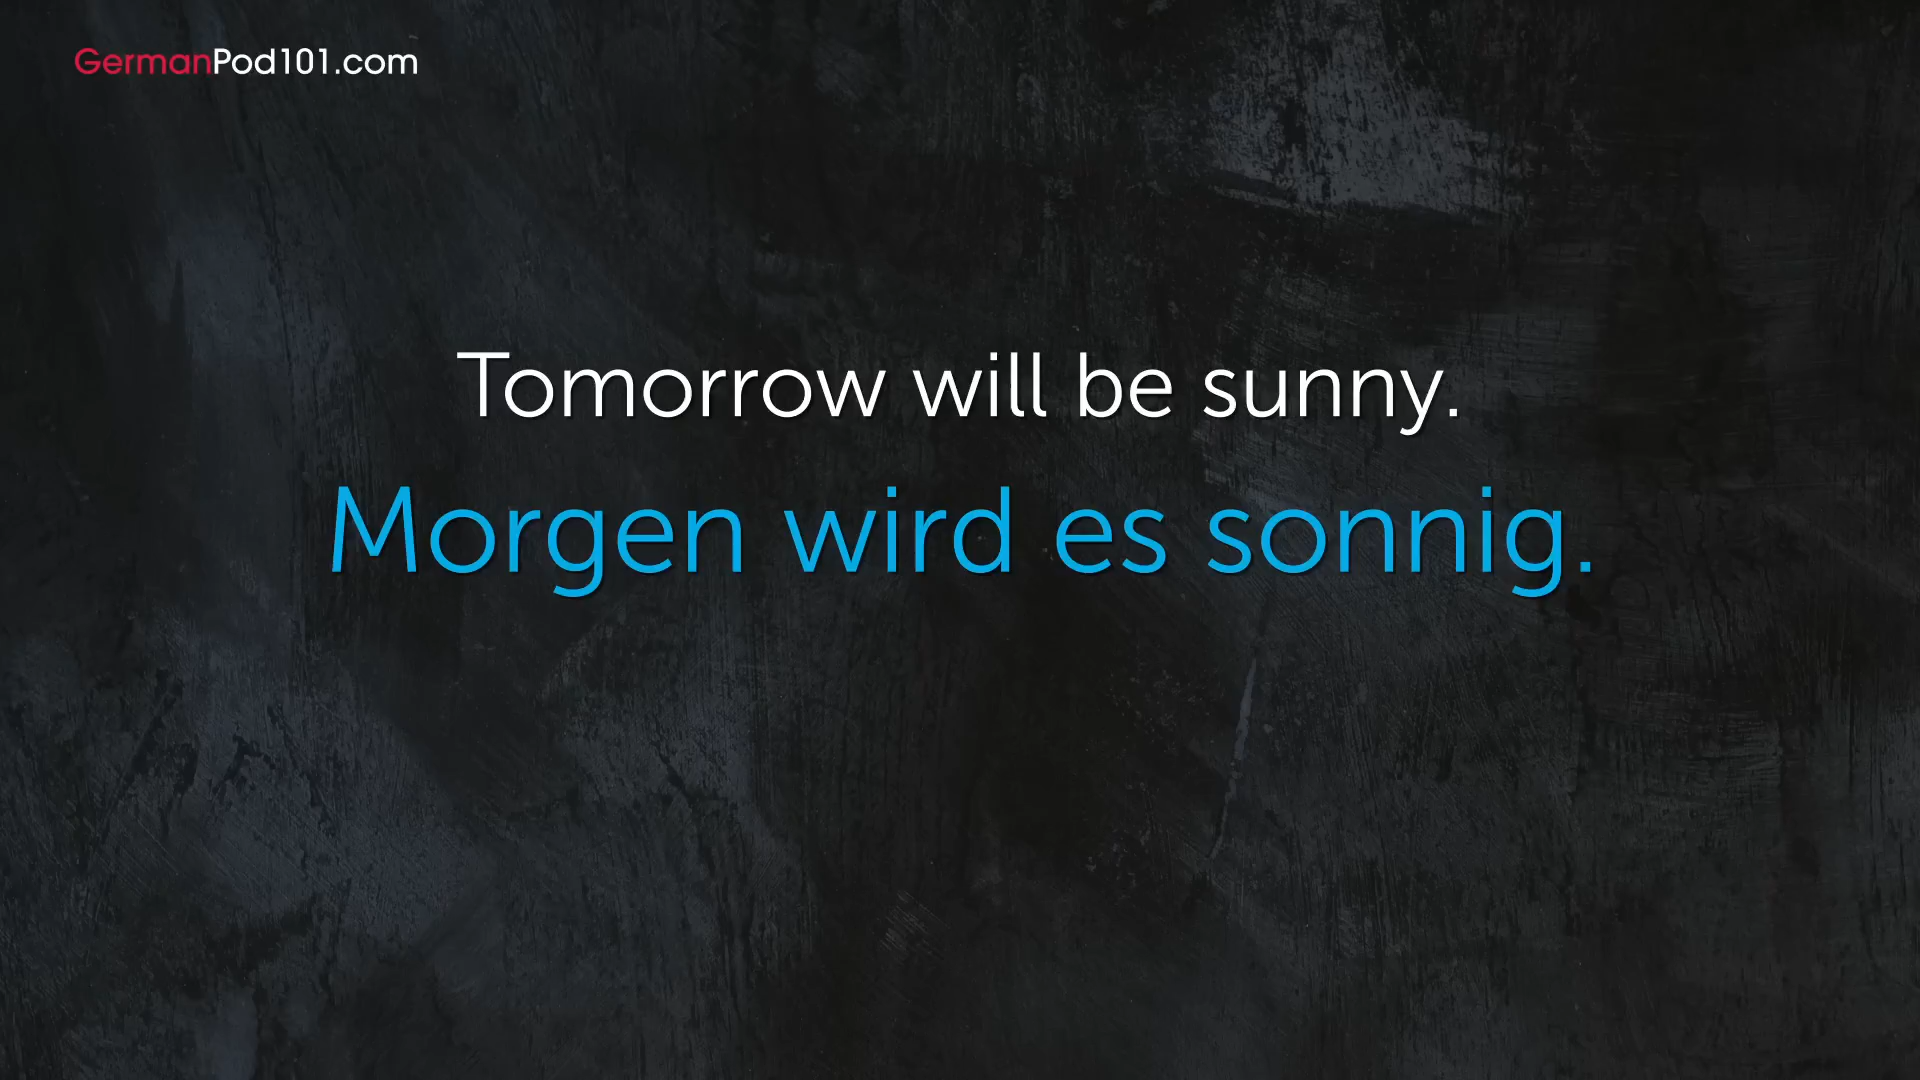 GermanPod101.com
Tomorrow will be sunny.
Morgen wird es sonnig.